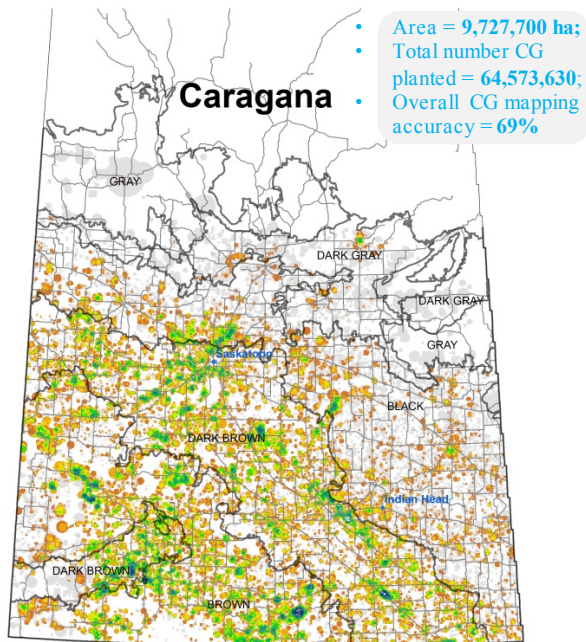 • Area = 9,727,700 ha;
• Total number CG
planted = 64,573,630;
• Overall CG mapping
accuracy = 69%
Caragana
GRAY
DARK GRAY
DARK GRAY
GRAY
Saskatoon
BLACK
DARK BROWN
Indian Head
DARK BROWN
BROWN